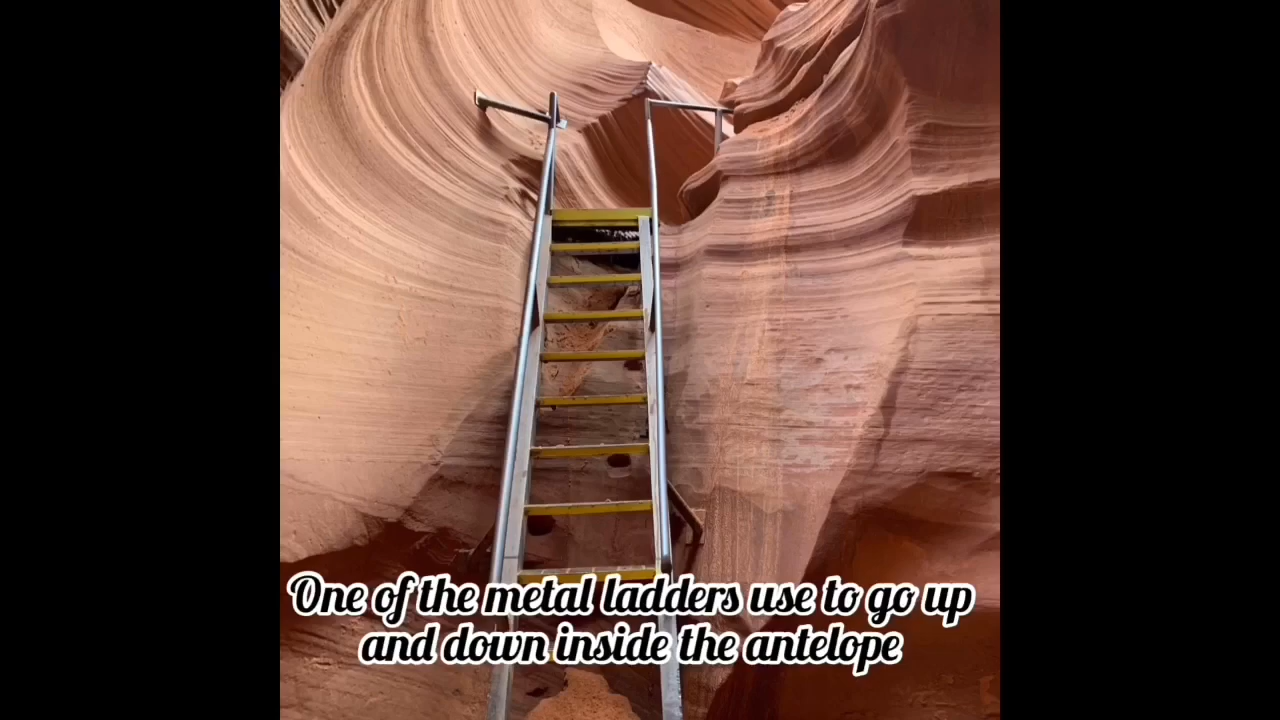 One of the metal ladders use to go up
and down inside the antelope